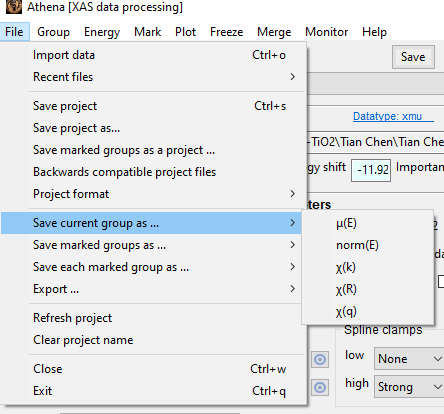 Athena [XAS data processing]
File Group Energy Mark Plot Freeze Merge Monitor Help
Import data Ctrl+o
Recent files >
Save
Save project Ctrl+s
Save project as...
Datatype: xmu
Save marked groups as a project ...
-TiO2\Tian Chen\Tian Chen
Backwards compatible project files
gy shift -11.92 Importan
Project format >
Save current group as ... >
ters
μ(E)
Save marked groups as ... >
norm(E)
Save each marked group as ... >
χ(k)
Export ... >
χ(R)
Refresh project
χ(q)
Clear project name
Spline clamps
low None
Close Ctrl+w
high Strong
Exit Ctrl+q